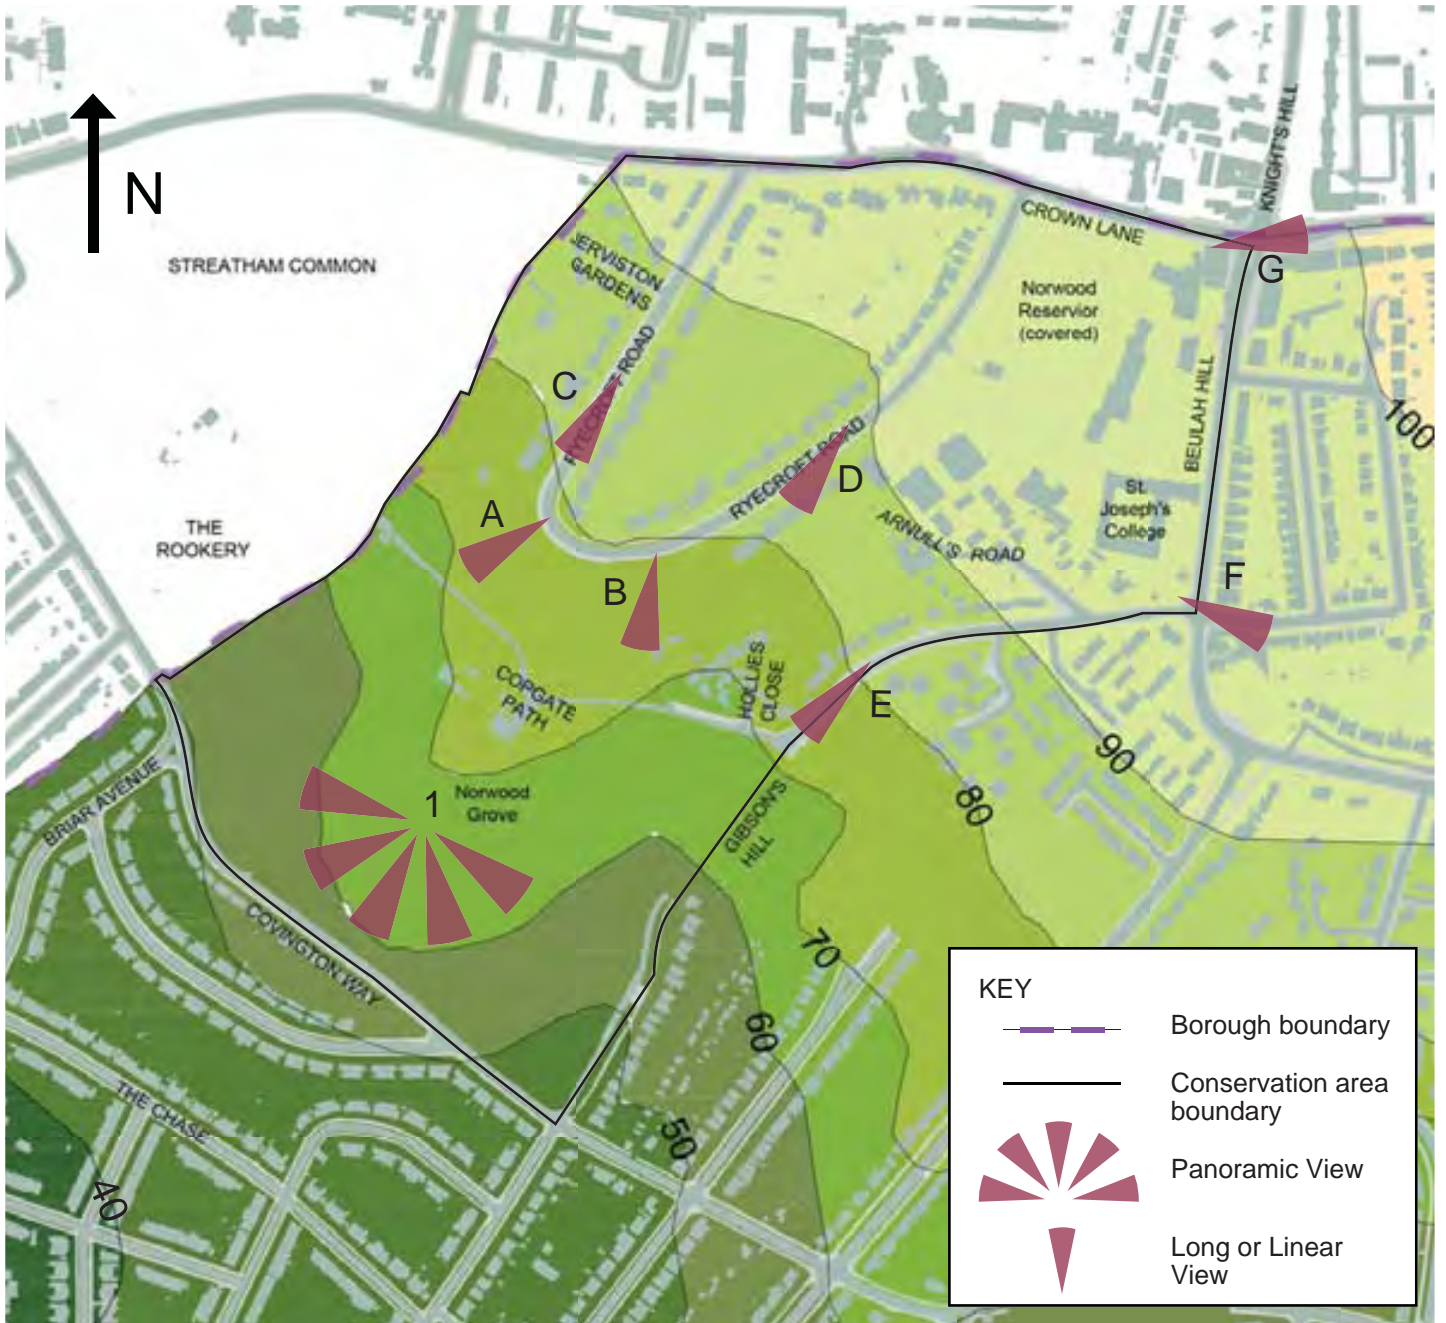 N
STREATHAM COMMON
KNIGHT'S HILL
CROWN LANE
G
JERVISTON
GARDENS
Norwood
Reservior
(covered)
C
RYECROFT ROAD
BEULAH HILL
100
RYECROFT ROAD
D
A
St.
Joseph's
College
ARNULL'S ROAD
THE
ROOKERY
B
F
HOLLIES
CLOSE
COPGATE
PATH
E
90
BRIAR AVENUE
1
Norwood
Grove
GIBSON'S
HILL
80
COVINGTON WAY
70
60
THE CHASE
50
40
KEY
Borough boundary
Conservation area
boundary
Panoramic View
Long or Linear
View